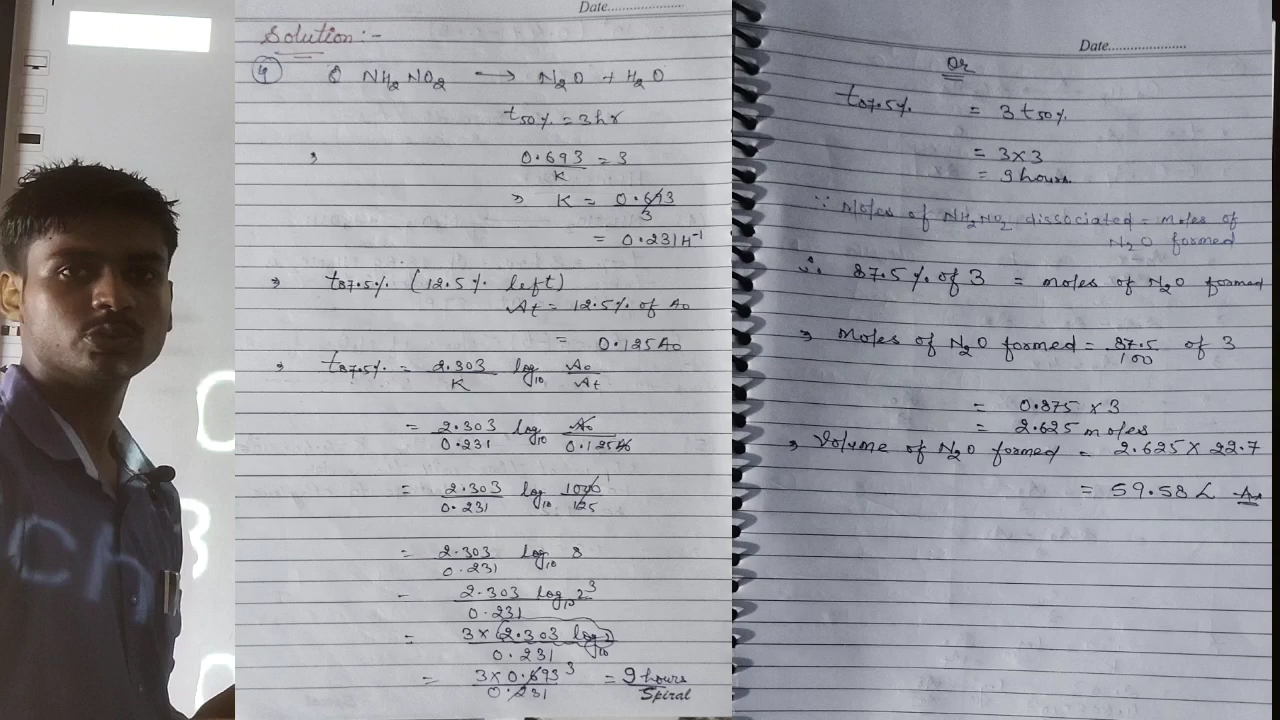 Date....................
Solution:-
4 NH2NO2 → N2O + H2O
t50% = 3hr
0.693/K = 3
⇒ K = 0.693/3
= 0.231 H⁻¹
⇒ t87.5% (12.5% left)
At = 12.5% of A0
= 0.125A0
⇒ t87.5% = 2.303/K log10 A0/At
= 2.303/0.231 log10 A0/0.125A0
= 2.303/0.231 log10 1000/125
= 2.303/0.231 log10 8
= 2.303 log10 2³/0.231
= 3× 2.303 log10 2/0.231
= 3×0.693/0.231 3 = 9 hours
Spiral
Date....................
Or
t87.5% = 3 t50%
= 3×3
= 9 hours
∵ Moles of NH2NO2 dissociated = moles of
N2O formed
∴ 87.5% of 3 = moles of N2O formed
⇒ Moles of N2O formed = 87.5/100 of 3
= 0.875 × 3
= 2.625 moles
⇒ Volume of N2O formed = 2.625 × 22.7
= 59.58 L Ans
ch